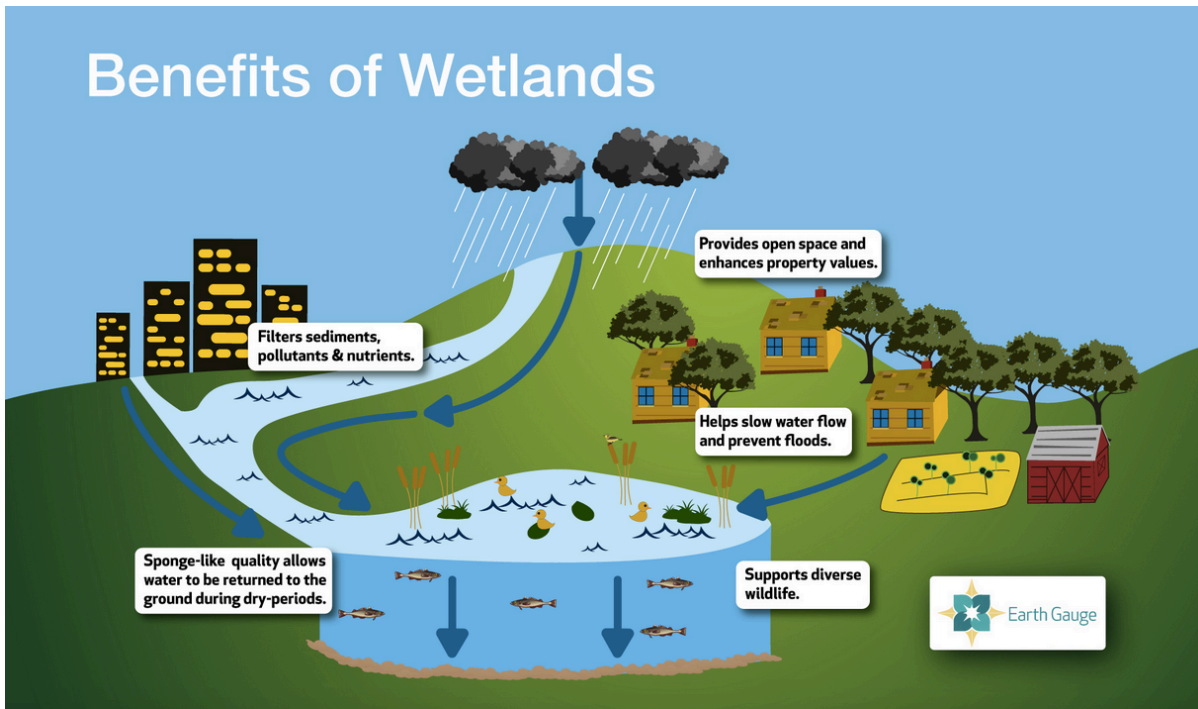 Benefits of Wetlands
Provides open space and
enhances property values.
Filters sediments,
pollutants & nutrients.
Helps slow water flow
and prevent floods.
Sponge-like quality allows
water to be returned to the
ground during dry-periods.
Supports diverse
wildlife.
Earth Gauge